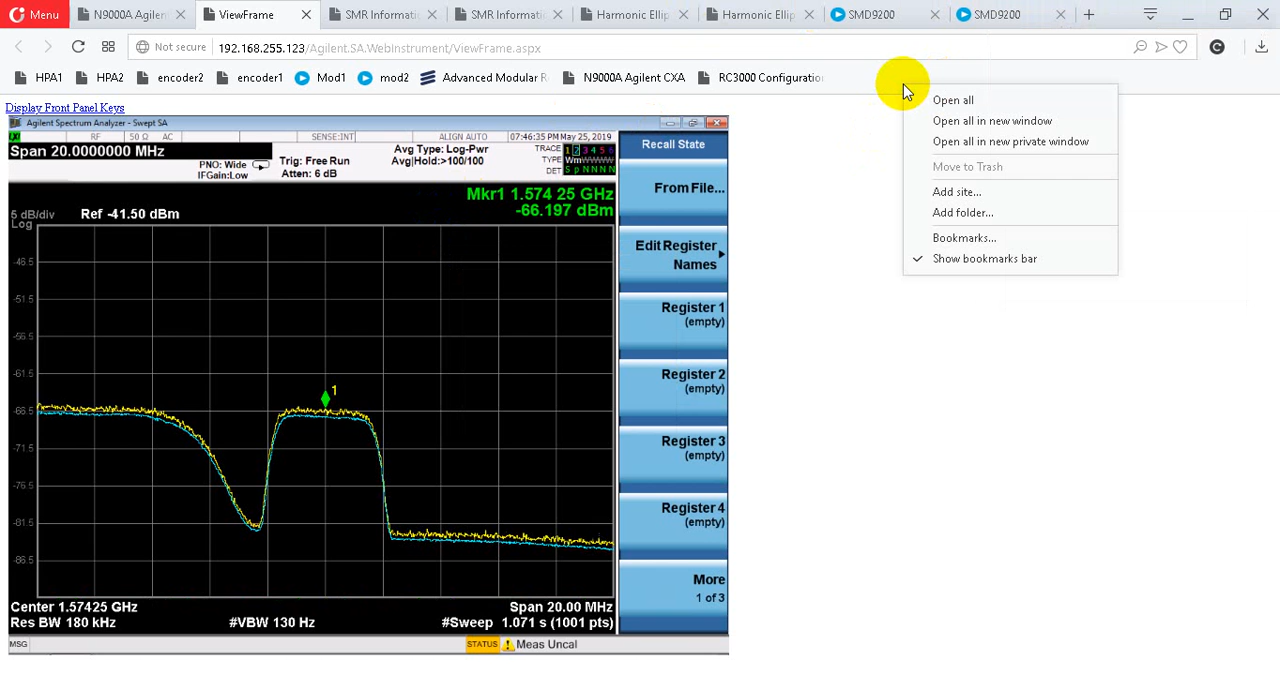 Menu
N9000A Agilen
ViewFrame
SMR Informati
SMR Informati
Harmonic Ellip
Harmonic Ellip
SMD9200
SMD9200
Not secure
192.168.255.123/Agilent.SA.WebInstrument/ViewFrame.aspx
HPA1
HPA2
encoder2
encoder1
Mod1
mod2
Advanced Modular R
N9000A Agilent CXA
RC3000 Configuratio
Open all
Open all in new window
Open all in new private window
Move to Trash
Add site...
Add folder...
Bookmarks...
Show bookmarks bar
Display Front Panel Keys
Agilent Spectrum Analyzer - Swept SA
LXI
RF
50 Ω
AC
SENSE:INT
ALIGN AUTO
07:46:35 PM May 25, 2019
Span 20.0000000 MHz
PNO: Wide
IFGain:Low
Trig: Free Run
Atten: 6 dB
Avg Type: Log-Pwr
Avg|Hold:>100/100
TRACE 1 2 3 4 5 6
TYPE
DET S p N N N N
Mkr1 1.574 25 GHz
-66.197 dBm
5 dB/div
Ref -41.50 dBm
Log
-46.5
-51.5
-56.5
-61.5
-66.5
-71.5
-76.5
-81.5
-86.5
1
Center 1.57425 GHz
Span 20.00 MHz
Res BW 180 kHz
#VBW 130 Hz
#Sweep 1.071 s (1001 pts)
MSG
STATUS
Meas Uncal
Recall State
From File...
Edit Register
Names
Register 1
(empty)
Register 2
(empty)
Register 3
(empty)
Register 4
(empty)
More
1 of 3